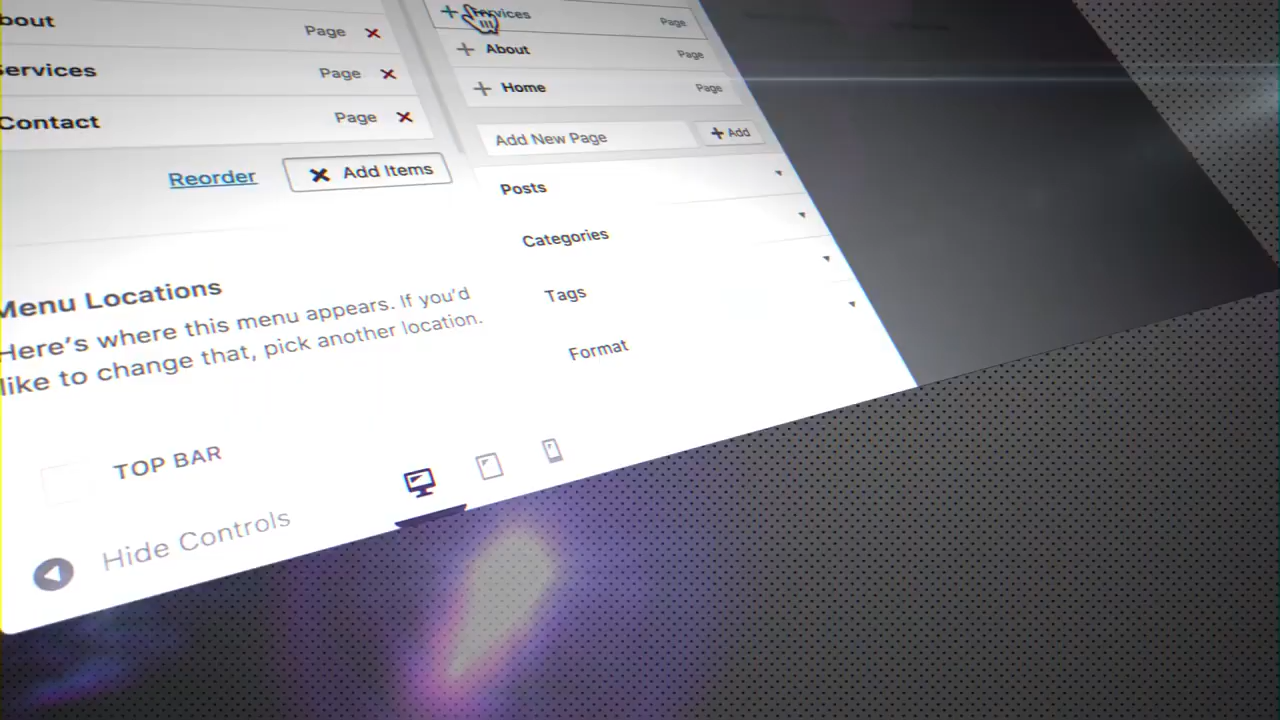 bout Page
ervices Page
Contact Page
Reorder Add Items
Menu Locations
Here's where this menu appears. If you'd
like to change that, pick another location.
TOP BAR
Hide Controls
Services Page
About Page
Home Page
Add New Page Add
Posts
Categories
Tags
Format